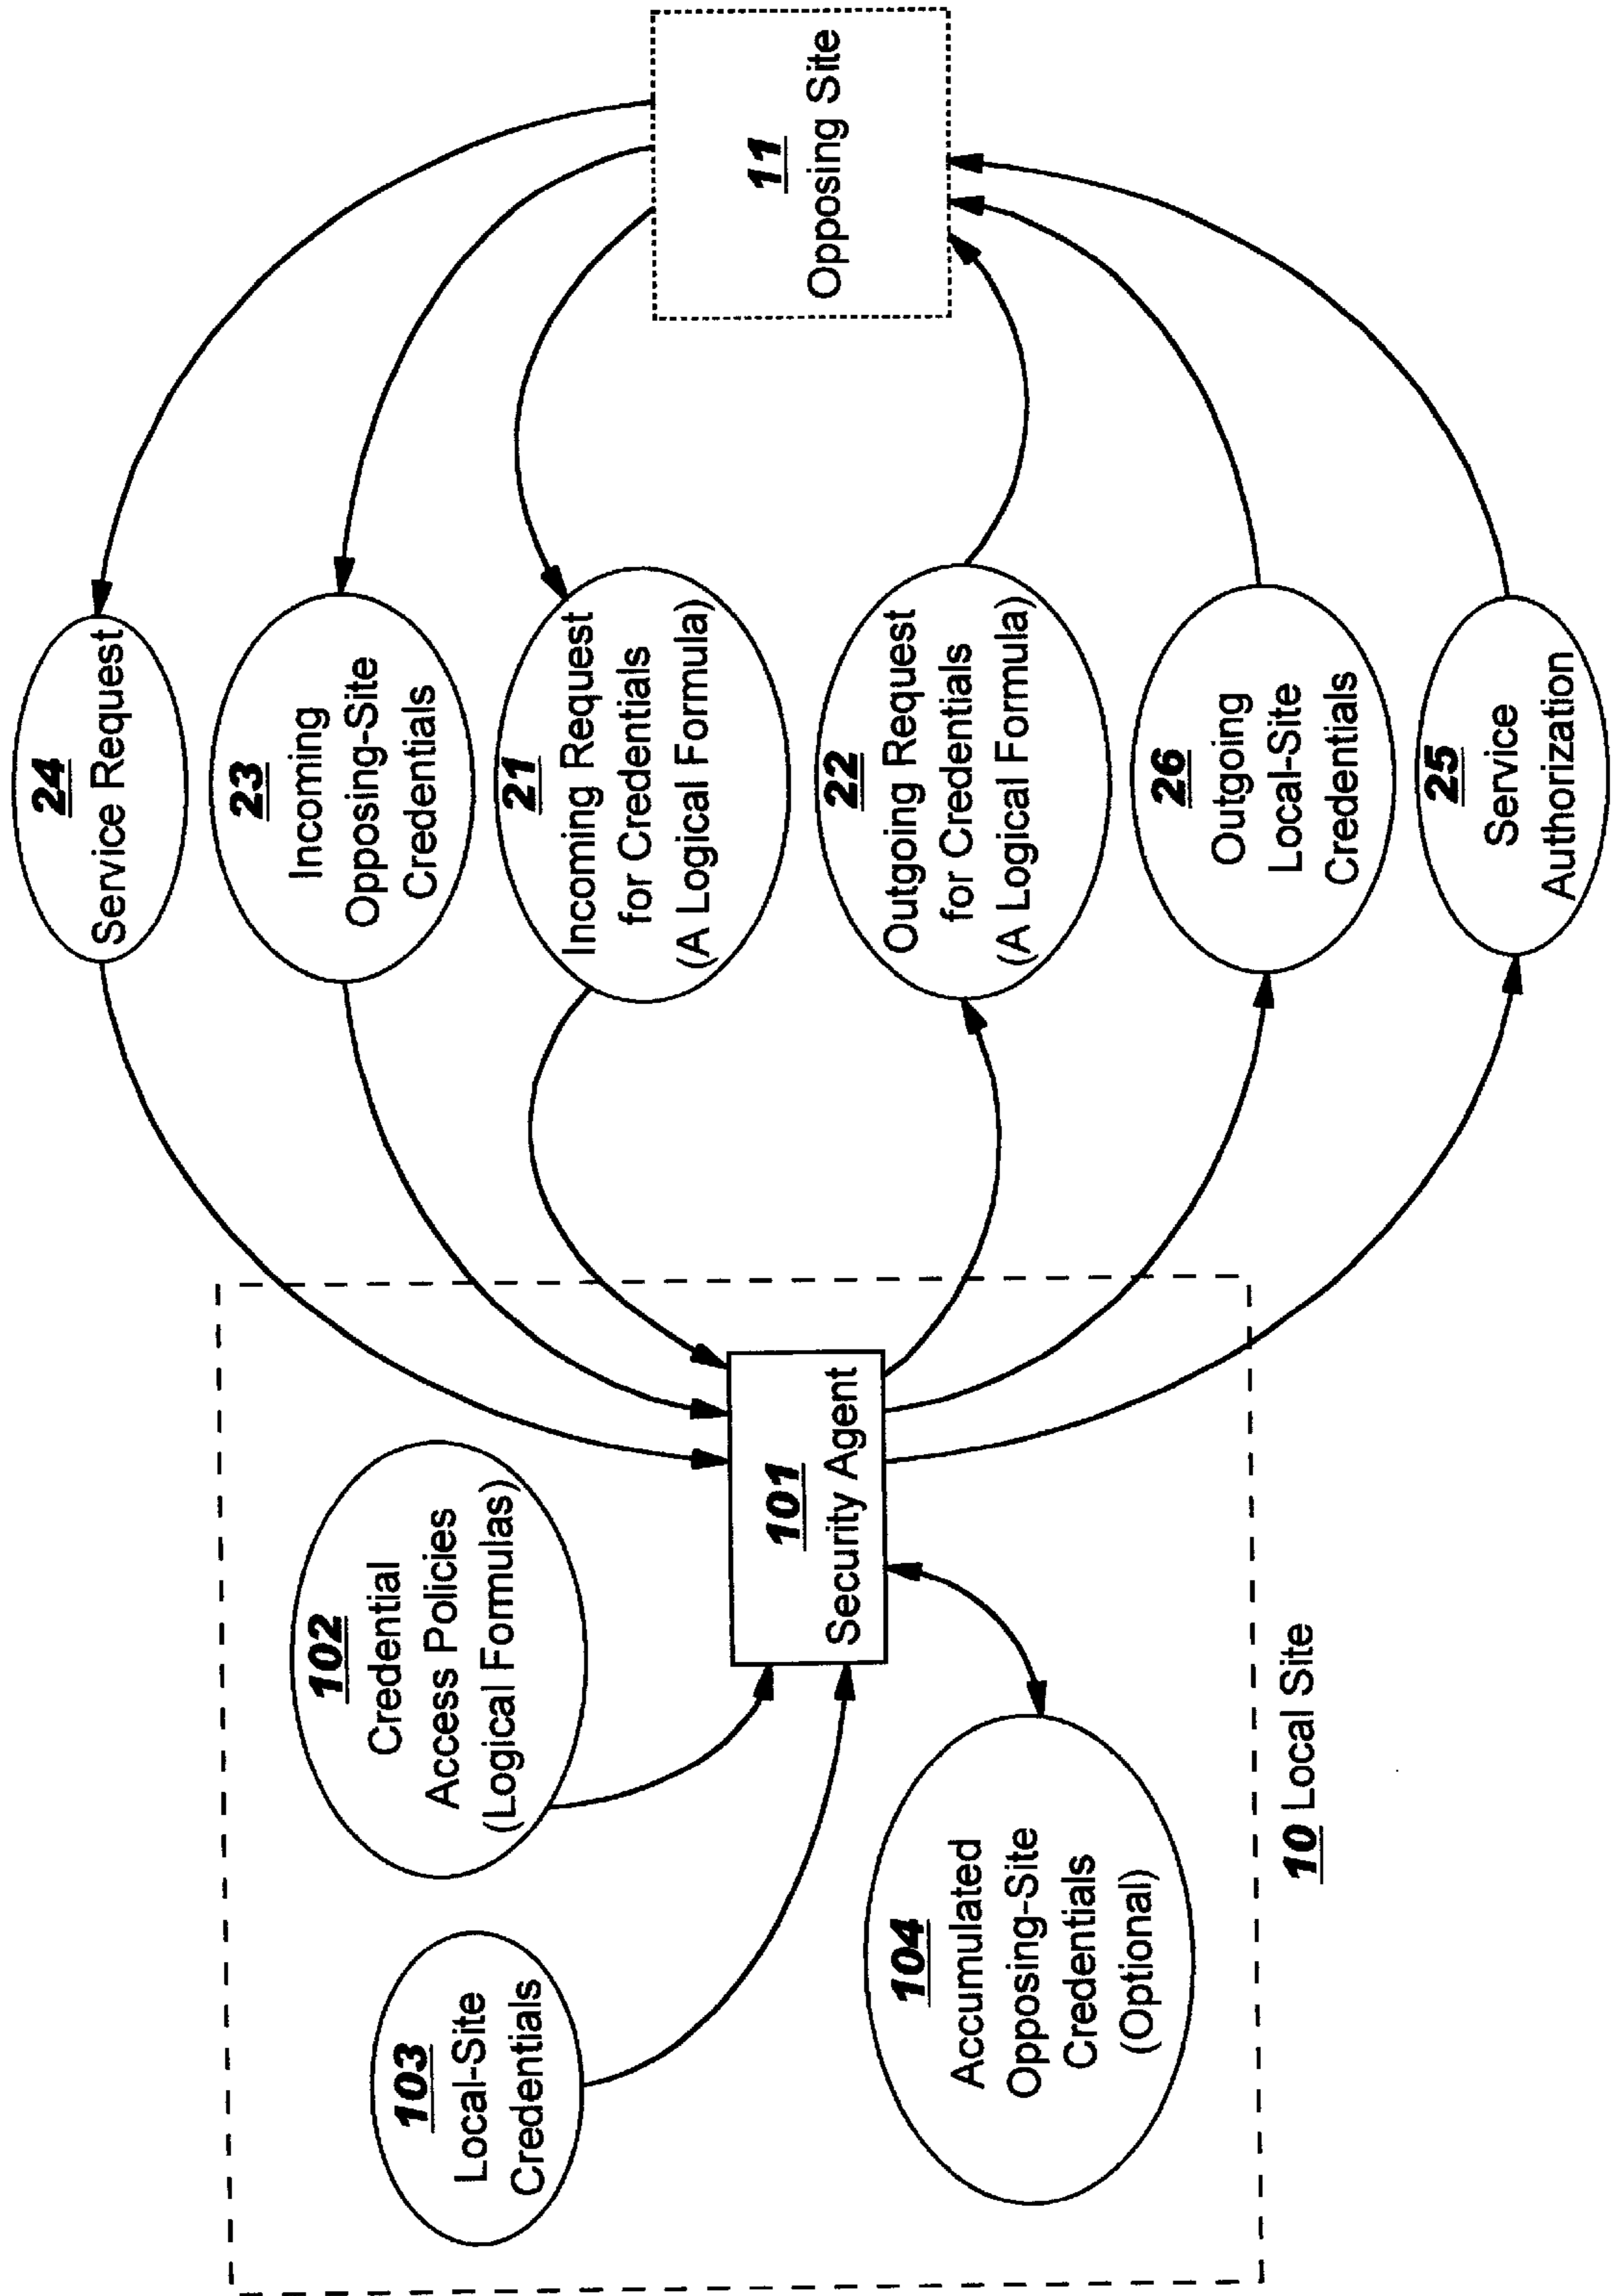 24
Service Request
23
Incoming
Opposing-Site
Credentials
21
Incoming Request
for Credentials
(A Logical Formula)
11
Opposing Site
22
Outgoing Request
for Credentials
(A Logical Formula)
26
Outgoing
Local-Site
Credentials
25
Service
Authorization
102
Credential
Access Policies
(Logical Formulas)
103
Local-Site
Credentials
101
Security Agent
104
Accumulated
Opposing-Site
Credentials
(Optional)
10 Local Site